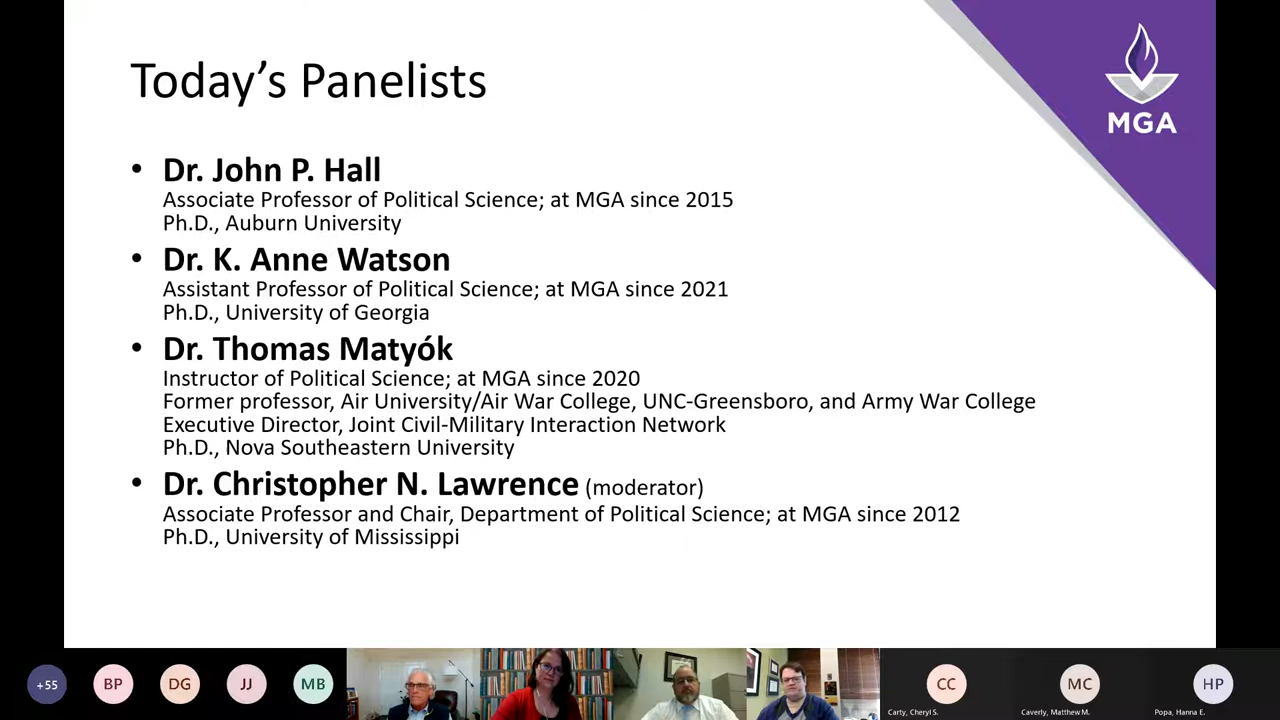 Today's Panelists
MGA
• Dr. John P. Hall
Associate Professor of Political Science; at MGA since 2015
Ph.D., Auburn University
• Dr. K. Anne Watson
Assistant Professor of Political Science; at MGA since 2021
Ph.D., University of Georgia
• Dr. Thomas Matyók
Instructor of Political Science; at MGA since 2020
Former professor, Air University/Air War College, UNC-Greensboro, and Army War College
Executive Director, Joint Civil-Military Interaction Network
Ph.D., Nova Southeastern University
• Dr. Christopher N. Lawrence (moderator)
Associate Professor and Chair, Department of Political Science; at MGA since 2012
Ph.D., University of Mississippi
+55 BP DG JJ MB CC MC HP
Carty, Cheryl S. Caverly, Matthew M. Popa, Hanna E.